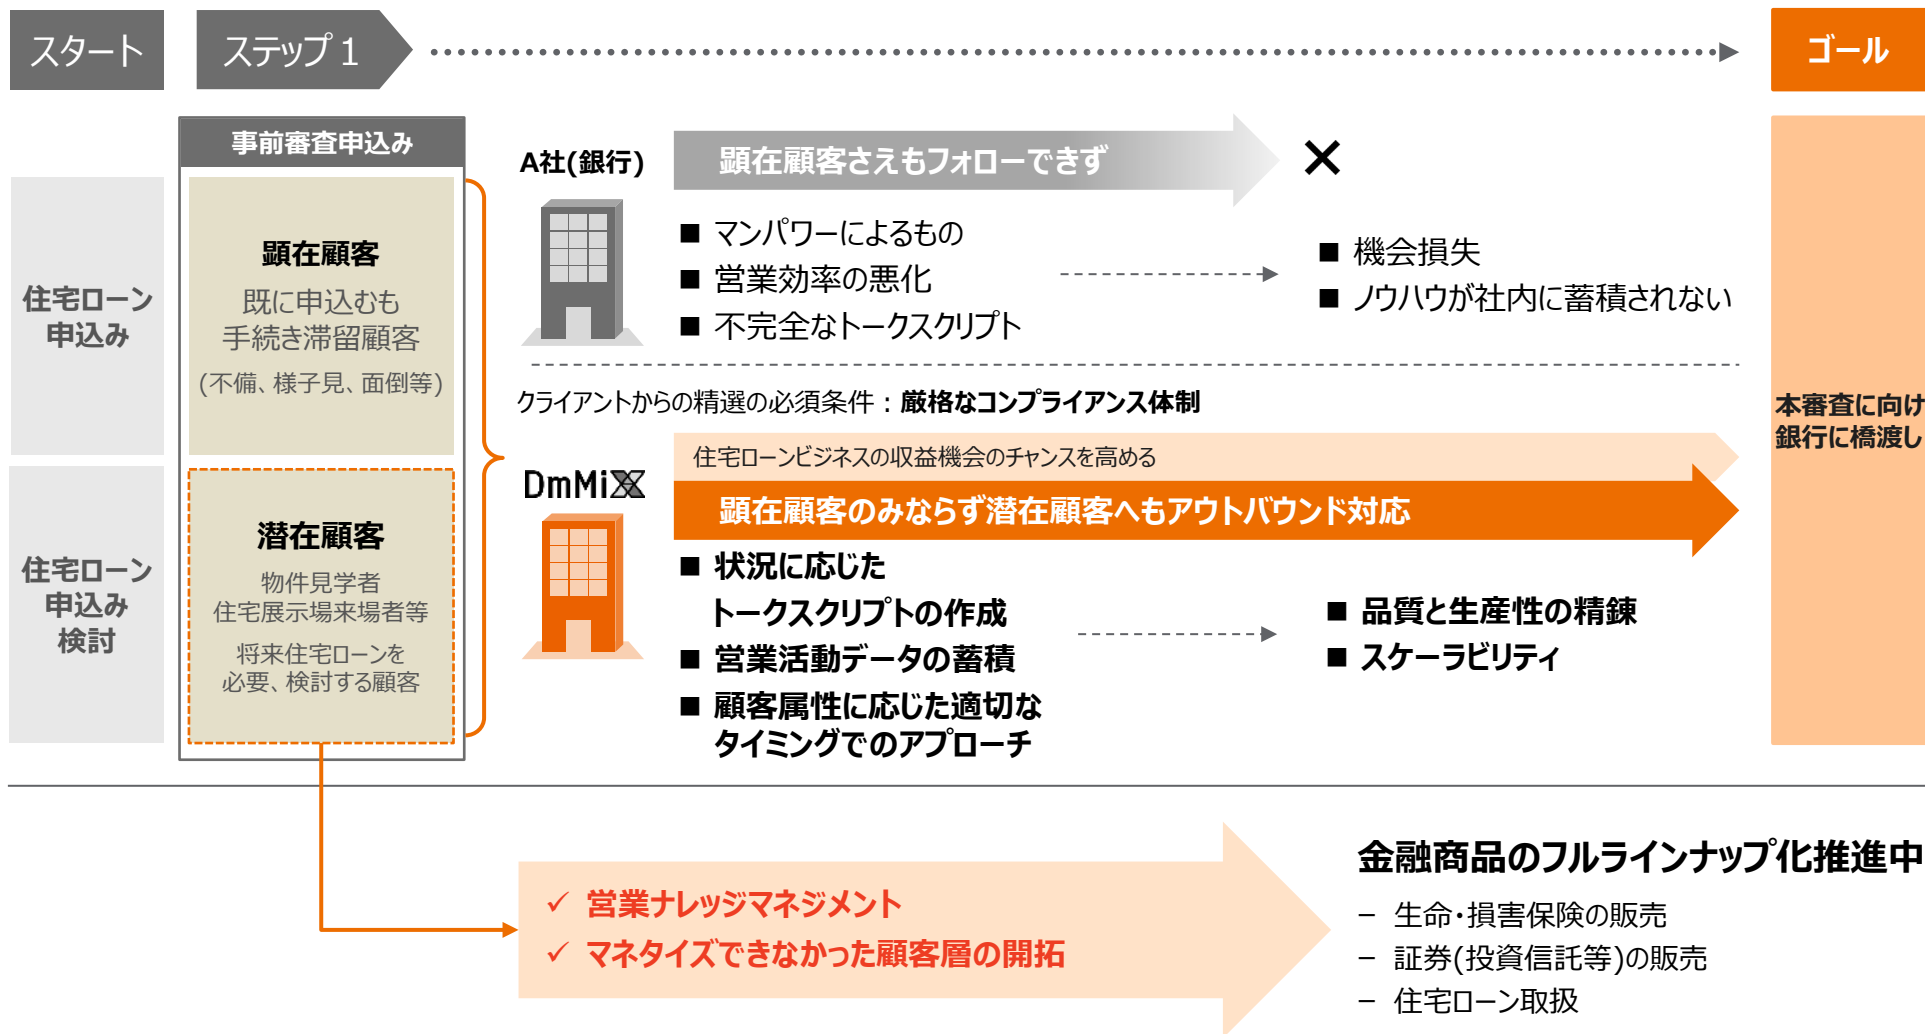 スタート
ステップ 1
ゴール
事前審査申込み
住宅ローン
申込み
顕在顧客
既に申込むも
手続き滞留顧客
(不備、様子見、面倒等)
住宅ローン
申込み
検討
潜在顧客
物件見学者
住宅展示場来場者等
将来住宅ローンを
必要、検討する顧客
A社(銀行)
顕在顧客さえもフォローできず
×
■ マンパワーによるもの
■ 営業効率の悪化
■ 不完全なトークスクリプト
■ 機会損失
■ ノウハウが社内に蓄積されない
クライアントからの精選の必須条件：厳格なコンプライアンス体制
DmMiX
住宅ローンビジネスの収益機会のチャンスを高める
顕在顧客のみならず潜在顧客へもアウトバウンド対応
■ 状況に応じた
トークスクリプトの作成
■ 営業活動データの蓄積
■ 顧客属性に応じた適切な
タイミングでのアプローチ
■ 品質と生産性の精錬
■ スケーラビリティ
本審査に向け
銀行に橋渡し
✓ 営業ナレッジマネジメント
✓ マネタイズできなかった顧客層の開拓
金融商品のフルラインナップ化推進中
– 生命・損害保険の販売
– 証券(投資信託等)の販売
– 住宅ローン取扱